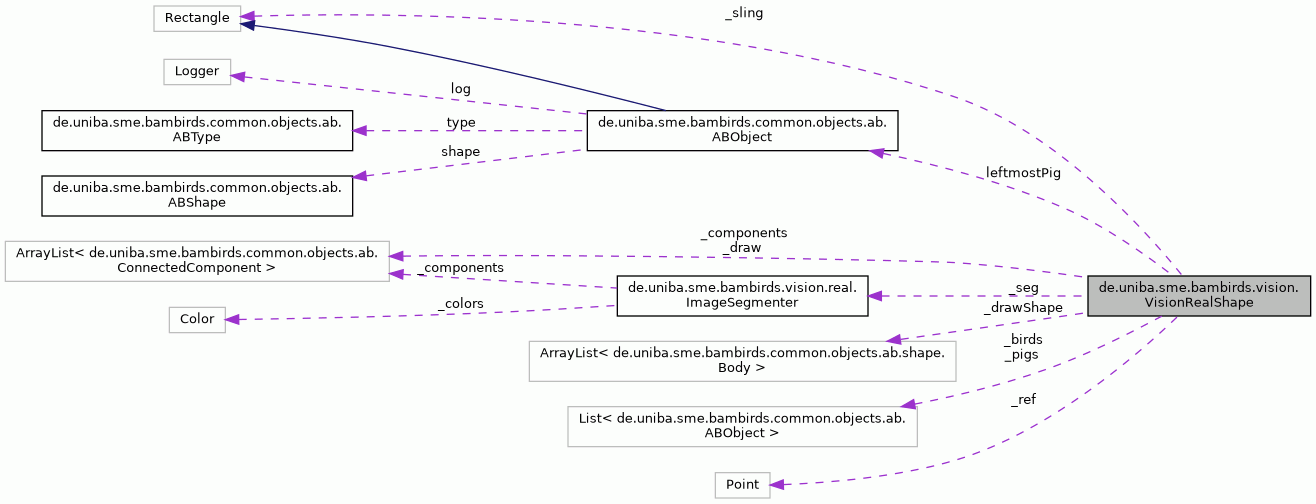 _sling
Rectangle
Logger
log
de.uniba.sme.bambirds.common.objects.ab.
ABType
type
de.uniba.sme.bambirds.common.objects.ab.
ABObject
shape
leftmostPig
de.uniba.sme.bambirds.common.objects.ab.
ABShape
_components
_draw
ArrayList< de.uniba.sme.bambirds.common.objects.ab.
ConnectedComponent >
_components
de.uniba.sme.bambirds.vision.real.
ImageSegmenter
_seg
de.uniba.sme.bambirds.vision.
VisionRealShape
_colors
Color
_drawShape
ArrayList< de.uniba.sme.bambirds.common.objects.ab.shape.
Body >
_birds
_pigs
_ref
List< de.uniba.sme.bambirds.common.objects.ab.
ABObject >
Point